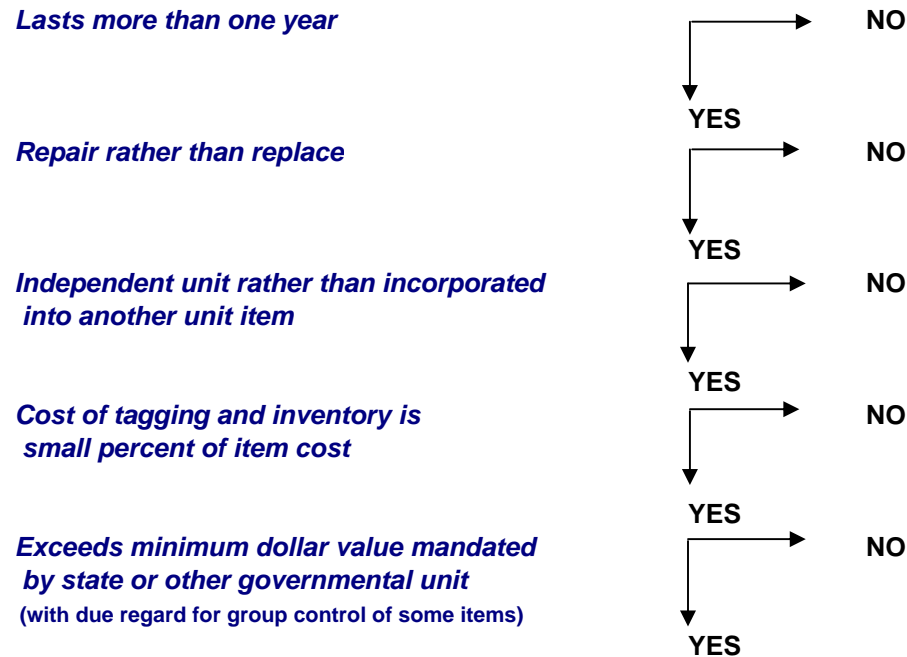 Lasts more than one year NO
YES
Repair rather than replace NO
YES
Independent unit rather than incorporated NO
into another unit item
YES
Cost of tagging and inventory is NO
small percent of item cost
YES
Exceeds minimum dollar value mandated NO
by state or other governmental unit
(with due regard for group control of some items)
YES